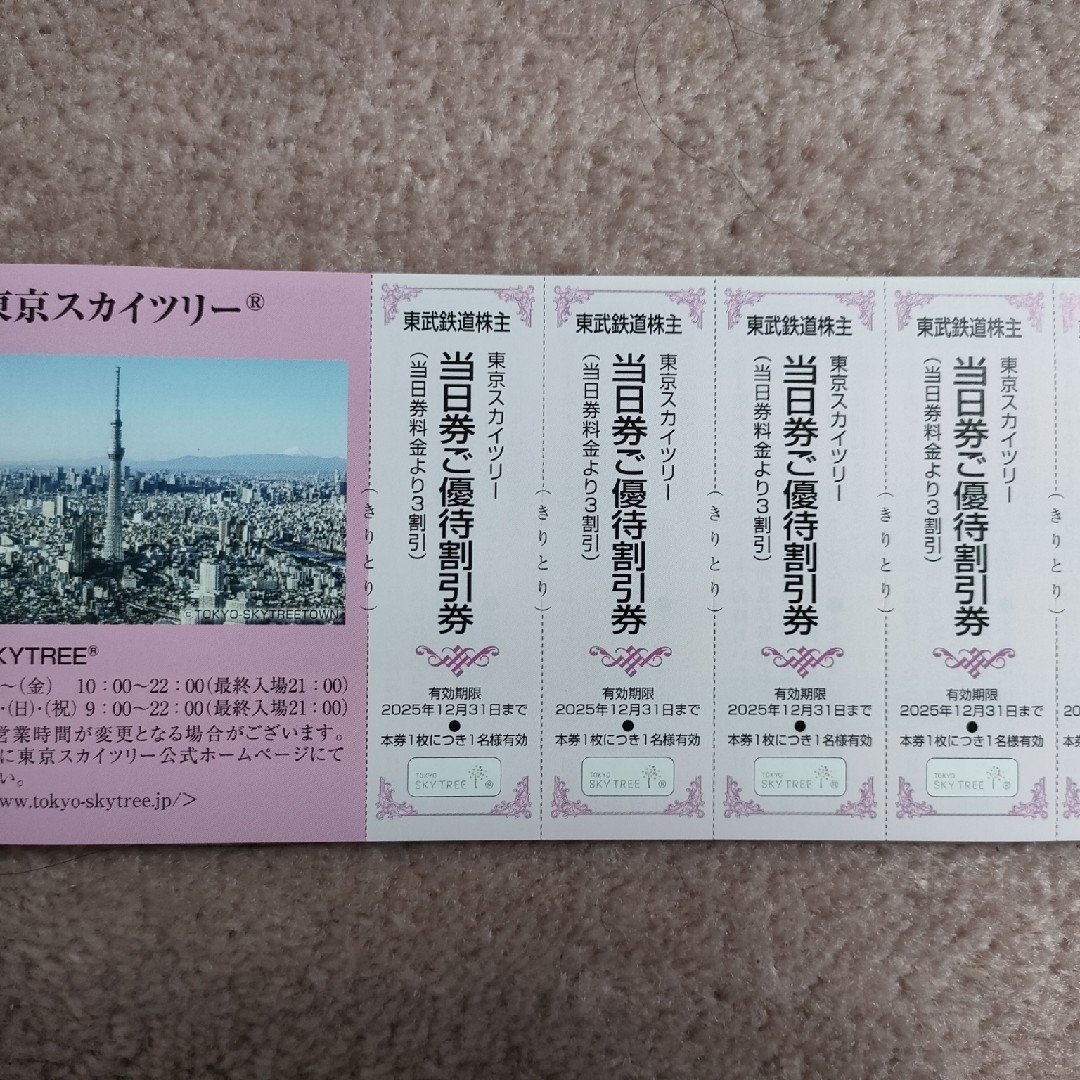 東京スカイツリー®
© TOKYO-SKYTREETOWN
KYTREE®
～(金) 10：00～22：00(最終入場21：00)
・(日)・(祝) 9：00～22：00(最終入場21：00)
営業時間が変更となる場合がございます。
に東京スカイツリー公式ホームページにて
い。
ww.tokyo-skytree.jp/＞
(きりとり)
東武鉄道株主
東京スカイツリー
当日券ご優待割引券
(当日券料金より3割引)
有効期限
2025年12月31日まで
本券1枚につき1名様有効
TOKYO
SKYTREE®
(きりとり)
東武鉄道株主
東京スカイツリー
当日券ご優待割引券
(当日券料金より3割引)
有効期限
2025年12月31日まで
本券1枚につき1名様有効
TOKYO
SKYTREE®
(きりとり)
東武鉄道株主
東京スカイツリー
当日券ご優待割引券
(当日券料金より3割引)
有効期限
2025年12月31日まで
本券1枚につき1名様有効
TOKYO
SKYTREE®
(きりとり)
東武鉄道株主
東京スカイツリー
当日券ご優待割引券
(当日券料金より3割引)
有効期限
2025年12月31日まで
本券1枚につき1名様有効
TOKYO
SKYTREE®
(きりとり)
20
本